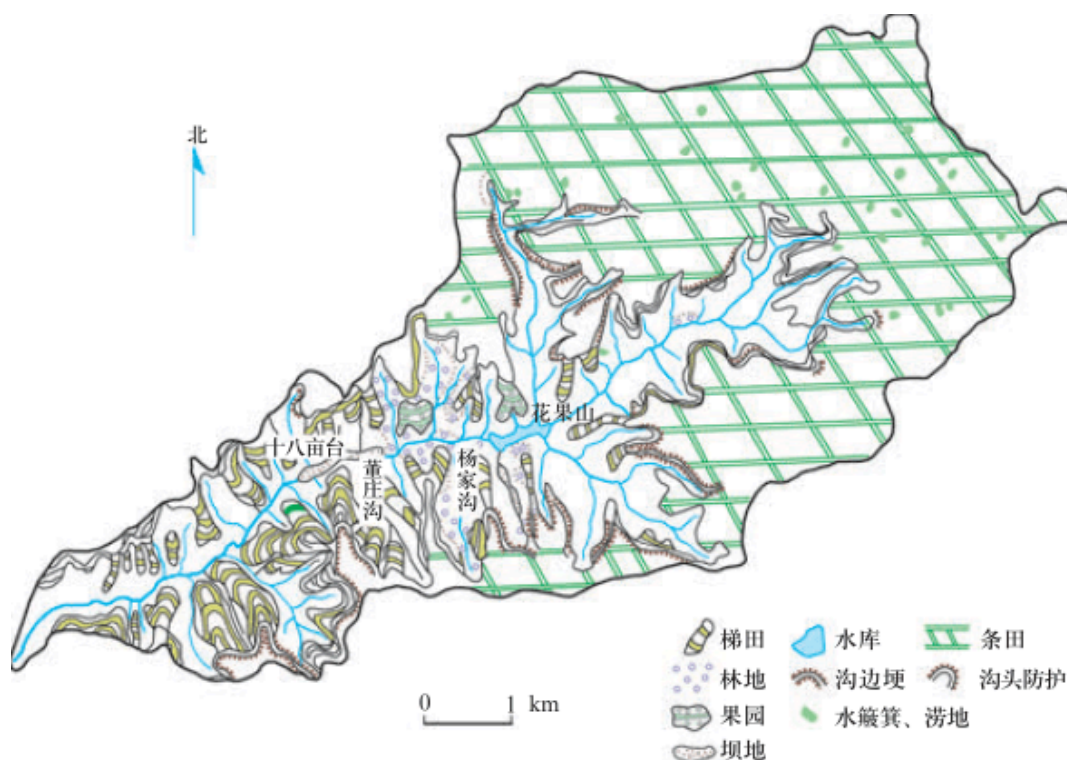 北
花果山
十八亩台
董庄沟
杨家沟
梯田
水库
条田
林地
沟边埂
沟头防护
果园
水簸箕、涝地
坝地
0 1 km